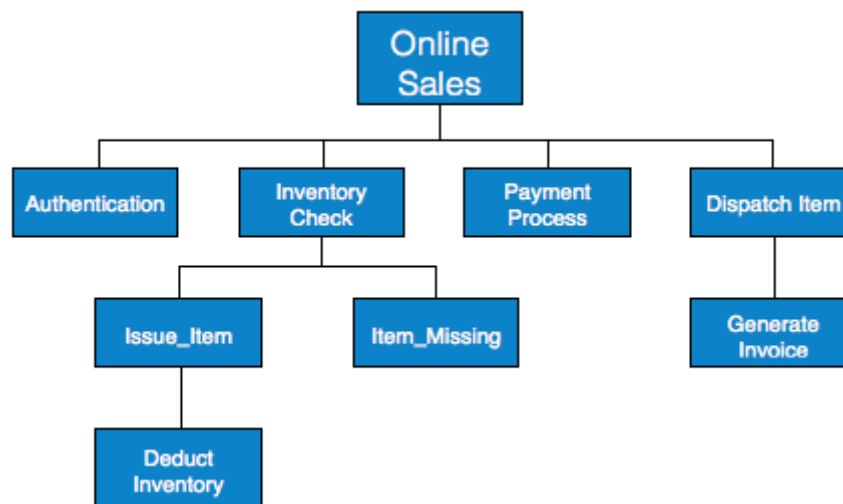 Online
Sales
Authentication
Inventory
Check
Payment
Process
Dispatch Item
Issue_Item
Item_Missing
Generate
Invoice
Deduct
Inventory